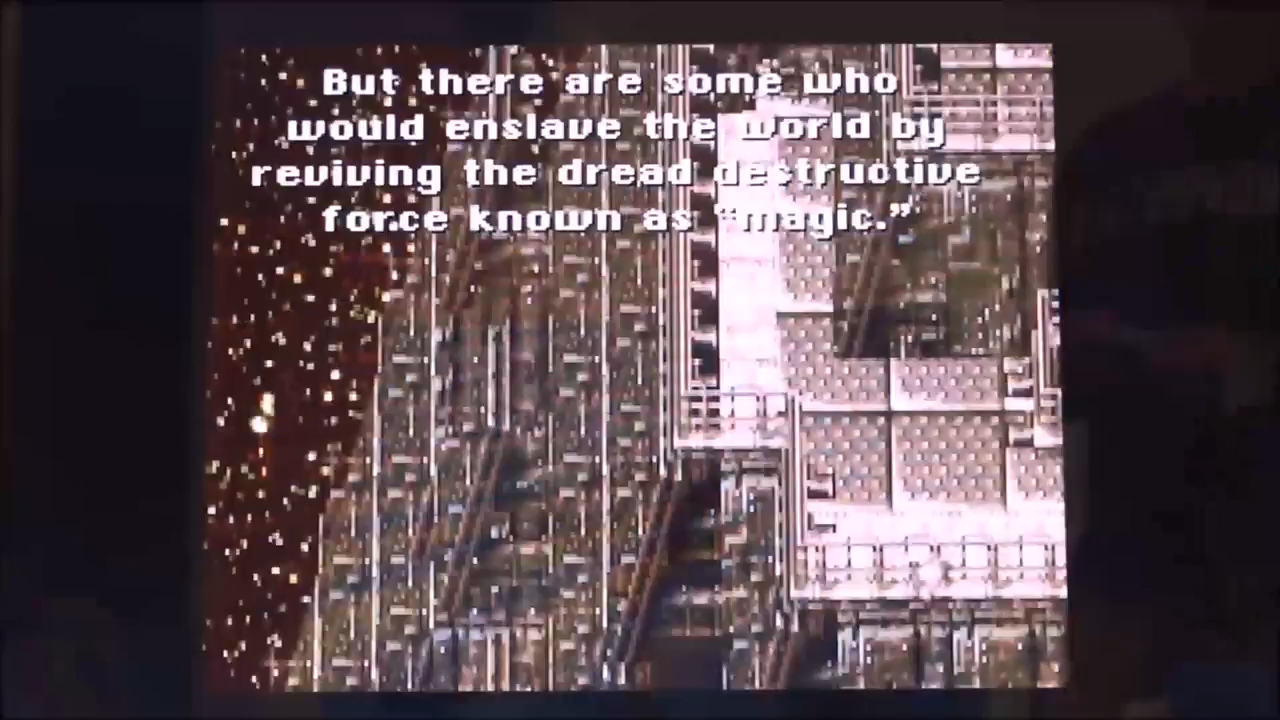 But there are some who
would enslave the world by
reviving the dread destructive
force known as “magic.”